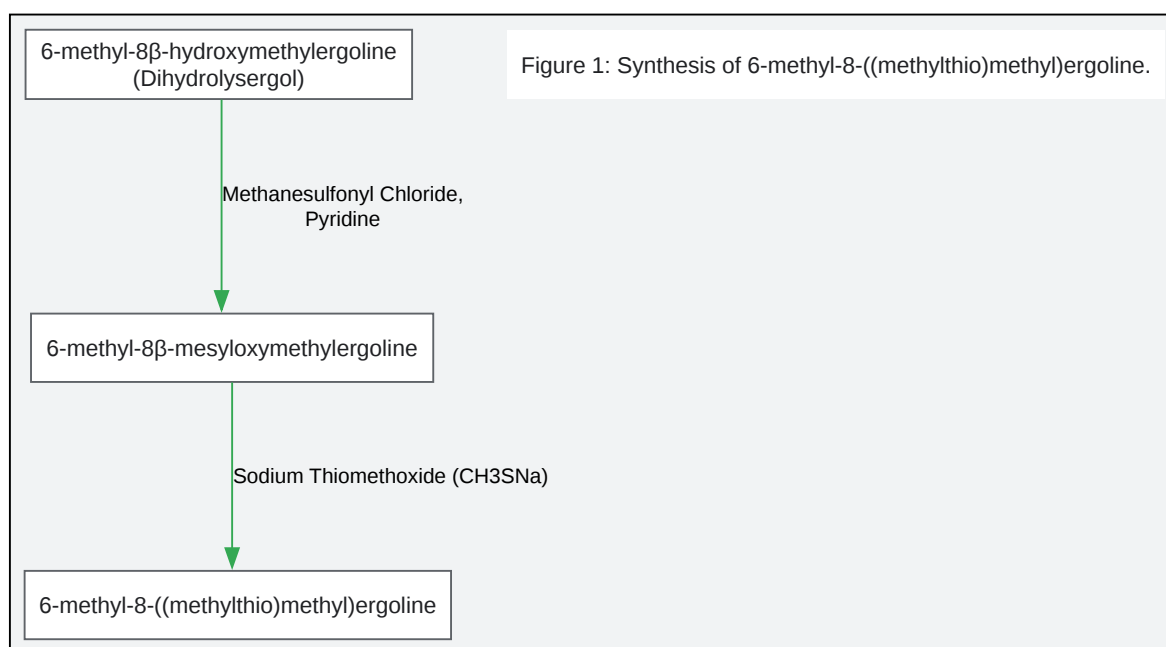 6-methyl-8β-hydroxymethylergoline
(Dihydrolysergol)
Figure 1: Synthesis of 6-methyl-8-((methylthio)methyl)ergoline.
Methanesulfonyl Chloride,
Pyridine
6-methyl-8β-mesyloxymethylergoline
Sodium Thiomethoxide (CH3SNa)
6-methyl-8-((methylthio)methyl)ergoline